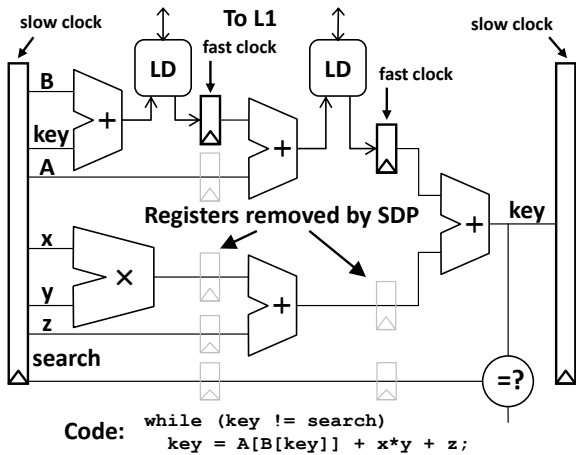 slow clock
To L1
slow clock
fast clock
fast clock
LD
LD
B
key
A
+
+
Registers removed by SDP
+
key
x
y
z
×
+
search
=?
Code: while (key != search)
key = A[B[key]] + x*y + z;